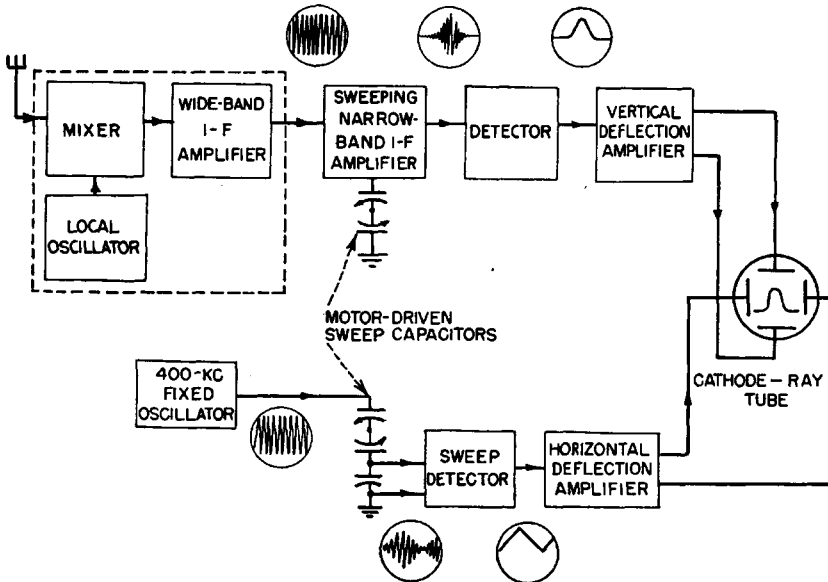 MIXER
WIDE-BAND
I-F
AMPLIFIER
SWEEPING
NARROW-
BAND I-F
AMPLIFIER
DETECTOR
VERTICAL
DEFLECTION
AMPLIFIER
LOCAL
OSCILLATOR
MOTOR-DRIVEN
SWEEP CAPACITORS
CATHODE-RAY
TUBE
400-KC
FIXED
OSCILLATOR
SWEEP
DETECTOR
HORIZONTAL
DEFLECTION
AMPLIFIER